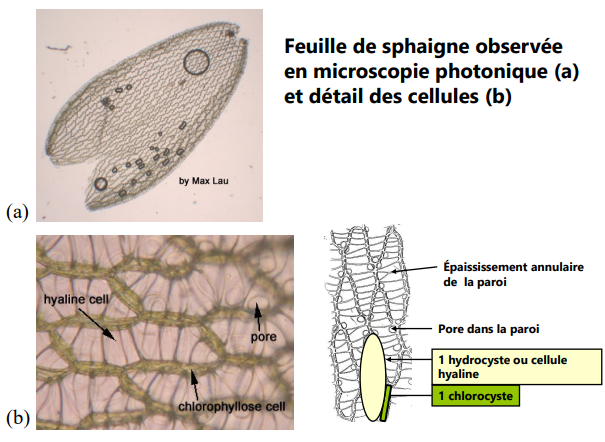 Feuille de sphaigne observée
en microscopie photonique (a)
et détail des cellules (b)
by Max Lau
(a)
hyaline cell
pore
chlorophyllose cell
(b)
Épaississement annulaire
de la paroi
Pore dans la paroi
1 hydrocyste ou cellule
hyaline
1 chlorocyste